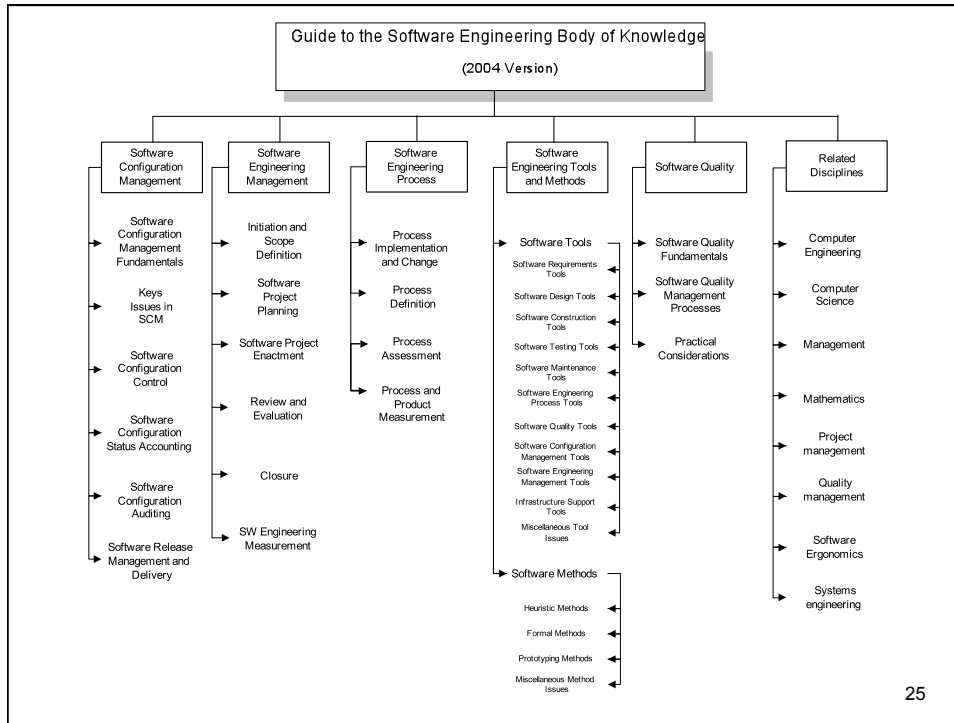 Guide to the Software Engineering Body of Knowledge
(2004 Version)
Software
Configuration
Management
Software
Configuration
Management
Fundamentals
Keys
Issues in
SCM
Software
Configuration
Control
Software
Configuration
Status Accounting
Software
Configuration
Auditing
Software Release
Management and
Delivery
Software
Engineering
Management
Initiation and
Scope
Definition
Software
Project
Planning
Software Project
Enactment
Review and
Evaluation
Closure
SW Engineering
Measurement
Software
Engineering
Process
Process
Implementation
and Change
Process
Definition
Process
Assessment
Process and
Product
Measurement
Software
Engineering Tools
and Methods
Software Tools
Software Requirements
Tools
Software Design Tools
Software Construction
Tools
Software Testing Tools
Software Maintenance
Tools
Software Engineering
Process Tools
Software Quality Tools
Software Configuration
Management Tools
Software Engineering
Management Tools
Infrastructure Support
Tools
Miscellaneous Tool
Issues
Software Methods
Heuristic Methods
Formal Methods
Prototyping Methods
Miscellaneous Method
Issues
Software Quality
Software Quality
Fundamentals
Software Quality
Management
Processes
Practical
Considerations
Related
Disciplines
Computer
Engineering
Computer
Science
Management
Mathematics
Project
management
Quality
management
Software
Ergonomics
Systems
engineering
25